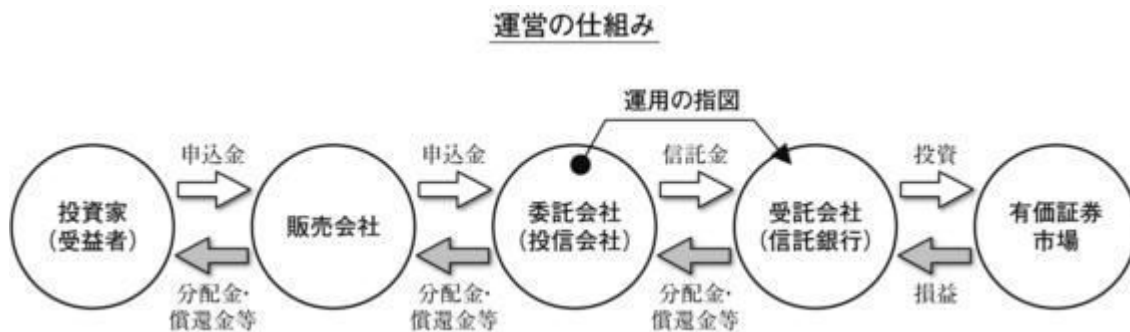 運営の仕組み
運用の指図
申込金
申込金
信託金
投資
投資家
（受益者）
販売会社
委託会社
（投信会社）
受託会社
（信託銀行）
有価証券
市場
分配金・
償還金等
分配金・
償還金等
分配金・
償還金等
損益